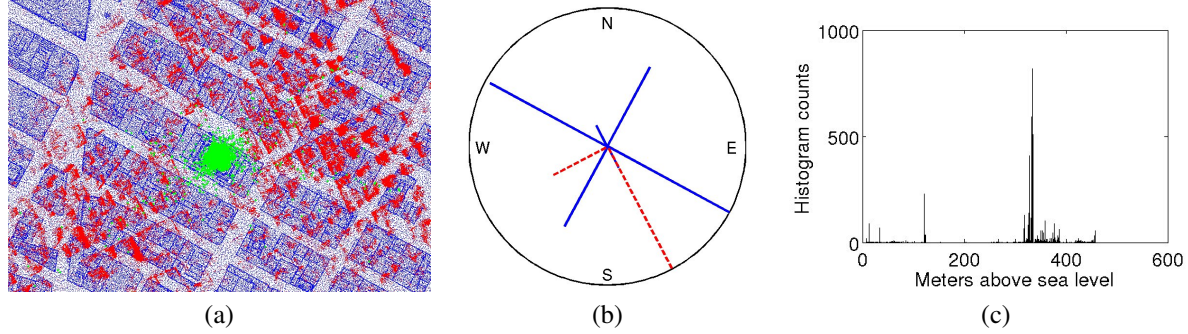 N
W
E
S
1000
500
0
Histogram counts
0
200
400
600
Meters above sea level
(a)
(b)
(c)